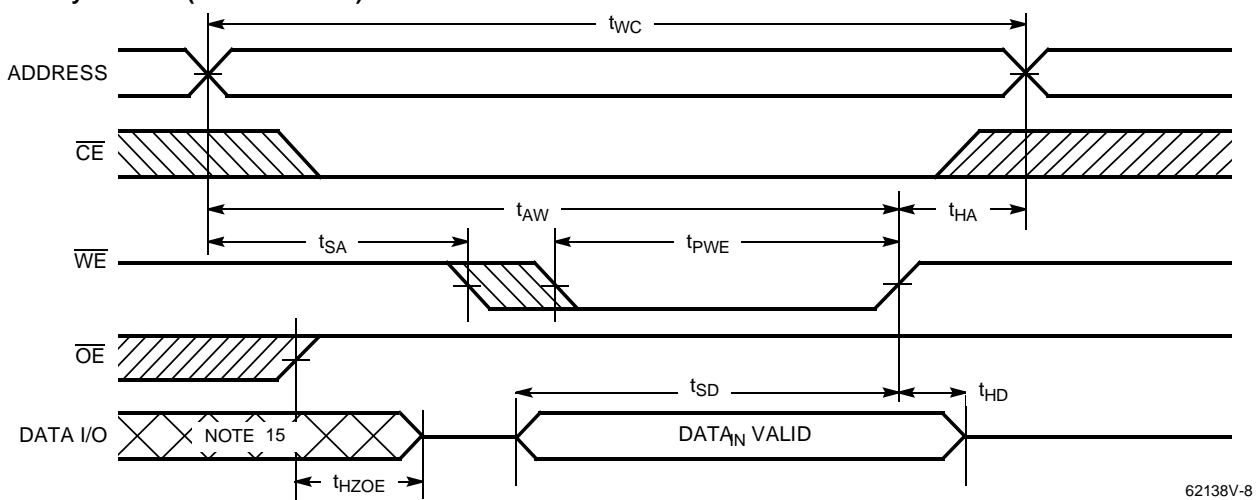 tWC
ADDRESS
CE
tAW
tHA
tSA
tPWE
WE
OE
tSD
tHD
DATA I/O
NOTE 15
DATAIN VALID
tHZOE
62138V-8